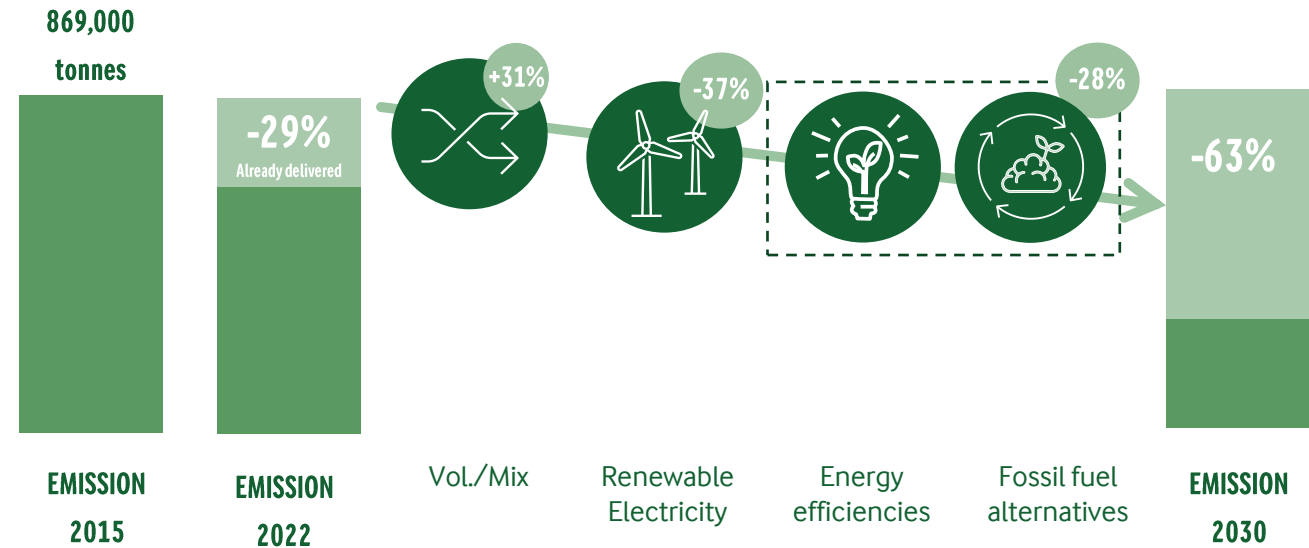 869,000
tonnes
-29%
Already delivered
+31%
-37%
-28%
-63%
EMISSION
2015
EMISSION
2022
Vol./Mix
Renewable
Electricity
Energy
efficiencies
Fossil fuel
alternatives
EMISSION
2030